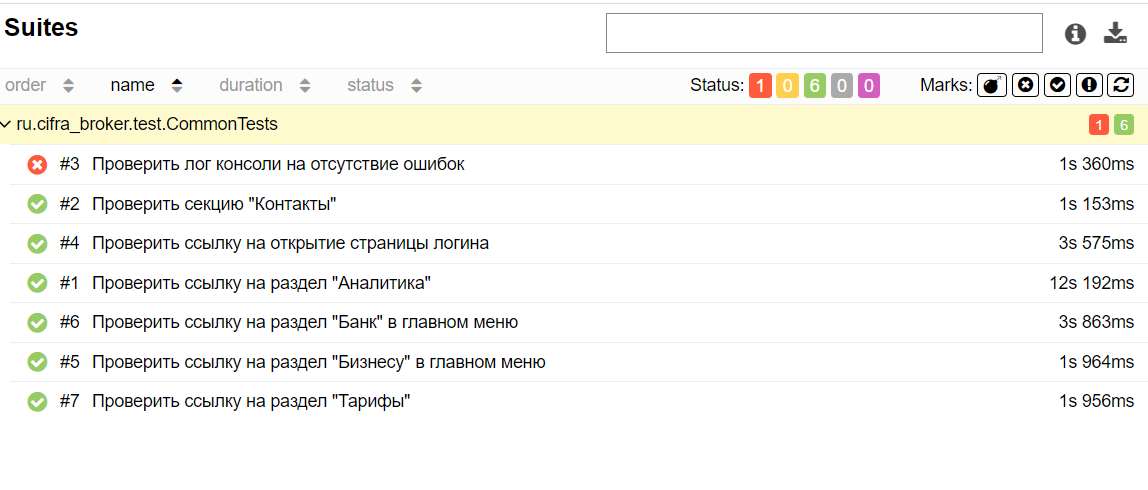 Suites
order name duration status Status: 1 0 6 0 0 Marks:
ru.cifra_broker.test.CommonTests 1 6
#3 Проверить лог консоли на отсутствие ошибок 1s 360ms
#2 Проверить секцию "Контакты" 1s 153ms
#4 Проверить ссылку на открытие страницы логина 3s 575ms
#1 Проверить ссылку на раздел "Аналитика" 12s 192ms
#6 Проверить ссылку на раздел "Банк" в главном меню 3s 863ms
#5 Проверить ссылку на раздел "Бизнесу" в главном меню 1s 964ms
#7 Проверить ссылку на раздел "Тарифы" 1s 956ms